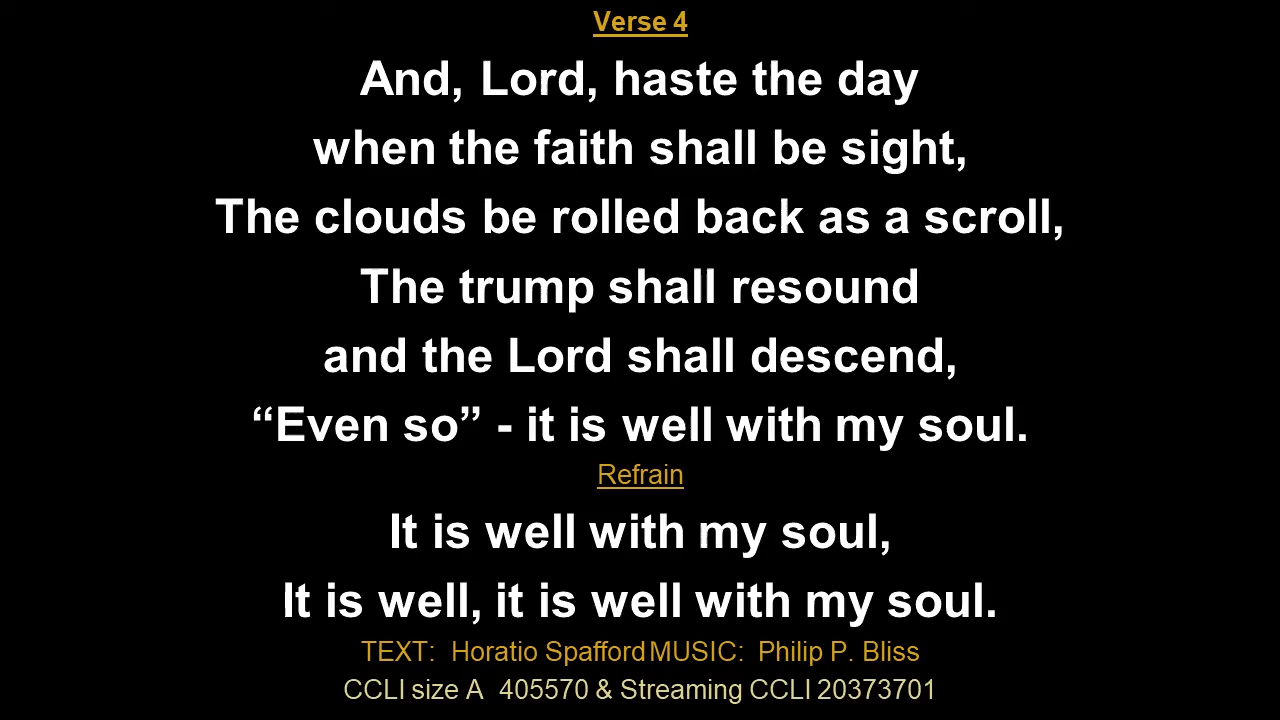 Verse 4
And, Lord, haste the day
when the faith shall be sight,
The clouds be rolled back as a scroll,
The trump shall resound
and the Lord shall descend,
“Even so” - it is well with my soul.
Refrain
It is well with my soul,
It is well, it is well with my soul.
TEXT: Horatio Spafford MUSIC: Philip P. Bliss
CCLI size A 405570 & Streaming CCLI 20373701